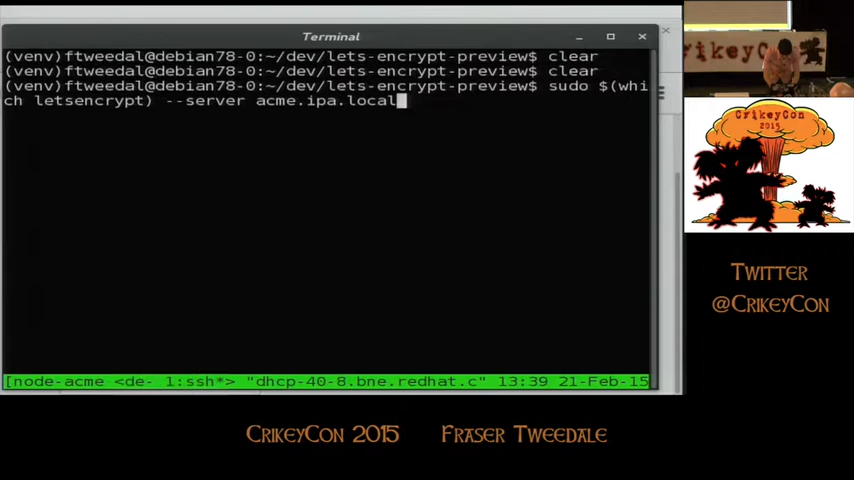 Terminal
(venv)ftweedal@debian78-0:~/dev/lets-encrypt-preview$ clear
(venv)ftweedal@debian78-0:~/dev/lets-encrypt-preview$ clear
(venv)ftweedal@debian78-0:~/dev/lets-encrypt-preview$ sudo $(whi
ch letsencrypt) --server acme.ipa.local
[node-acme <de- 1:ssh*> "dhcp-40-8.bne.redhat.c" 13:39 21-Feb-15
CrikeyCon
CrikeyCon
2015
Twitter
@CrikeyCon
CrikeyCon 2015 Fraser Tweedale